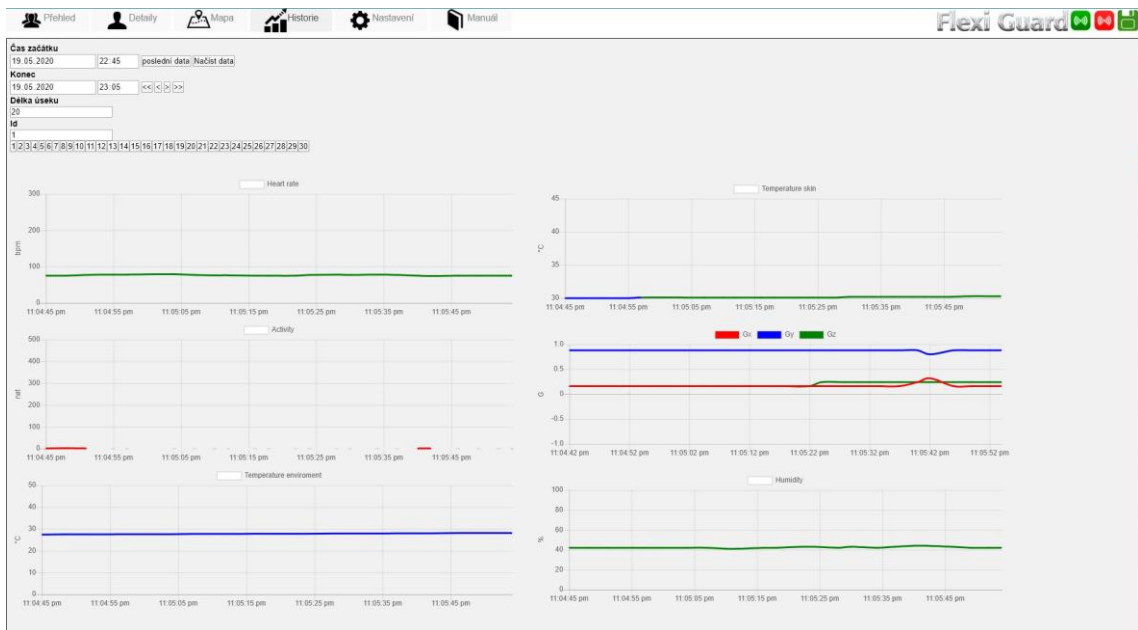 Přehled Detaily Mapa Historie Nastavení Manuál Flexi Guard
Čas začátku
19.05.2020 22:45 poslední data Načíst data
Konec
19.05.2020 23:05 << < > >>
Délka úseku
20
Id
1
1 2 3 4 5 6 7 8 9 10 11 12 13 14 15 16 17 18 19 20 21 22 23 24 25 26 27 28 29 30
Heart rate
300
200
100
0
bpm
11:04:45 pm 11:04:55 pm 11:05:05 pm 11:05:15 pm 11:05:25 pm 11:05:35 pm 11:05:45 pm
Temperature skin
45
40
35
30
°C
11:04:45 pm 11:04:55 pm 11:05:05 pm 11:05:15 pm 11:05:25 pm 11:05:35 pm 11:05:45 pm
Activity
500
400
300
200
100
0
11:04:45 pm 11:04:55 pm 11:05:05 pm 11:05:15 pm 11:05:25 pm 11:05:35 pm 11:05:45 pm
Gx Gy Gz
1.0
0.5
0
-0.5
-1.0
G
11:04:42 pm 11:04:52 pm 11:05:02 pm 11:05:12 pm 11:05:22 pm 11:05:32 pm 11:05:42 pm 11:05:52 pm
Temperature enviroment
50
40
30
20
10
0
°C
11:04:45 pm 11:04:55 pm 11:05:05 pm 11:05:15 pm 11:05:25 pm 11:05:35 pm 11:05:45 pm
Humidity
100
80
60
40
20
0
%
11:04:45 pm 11:04:55 pm 11:05:05 pm 11:05:15 pm 11:05:25 pm 11:05:35 pm 11:05:45 pm